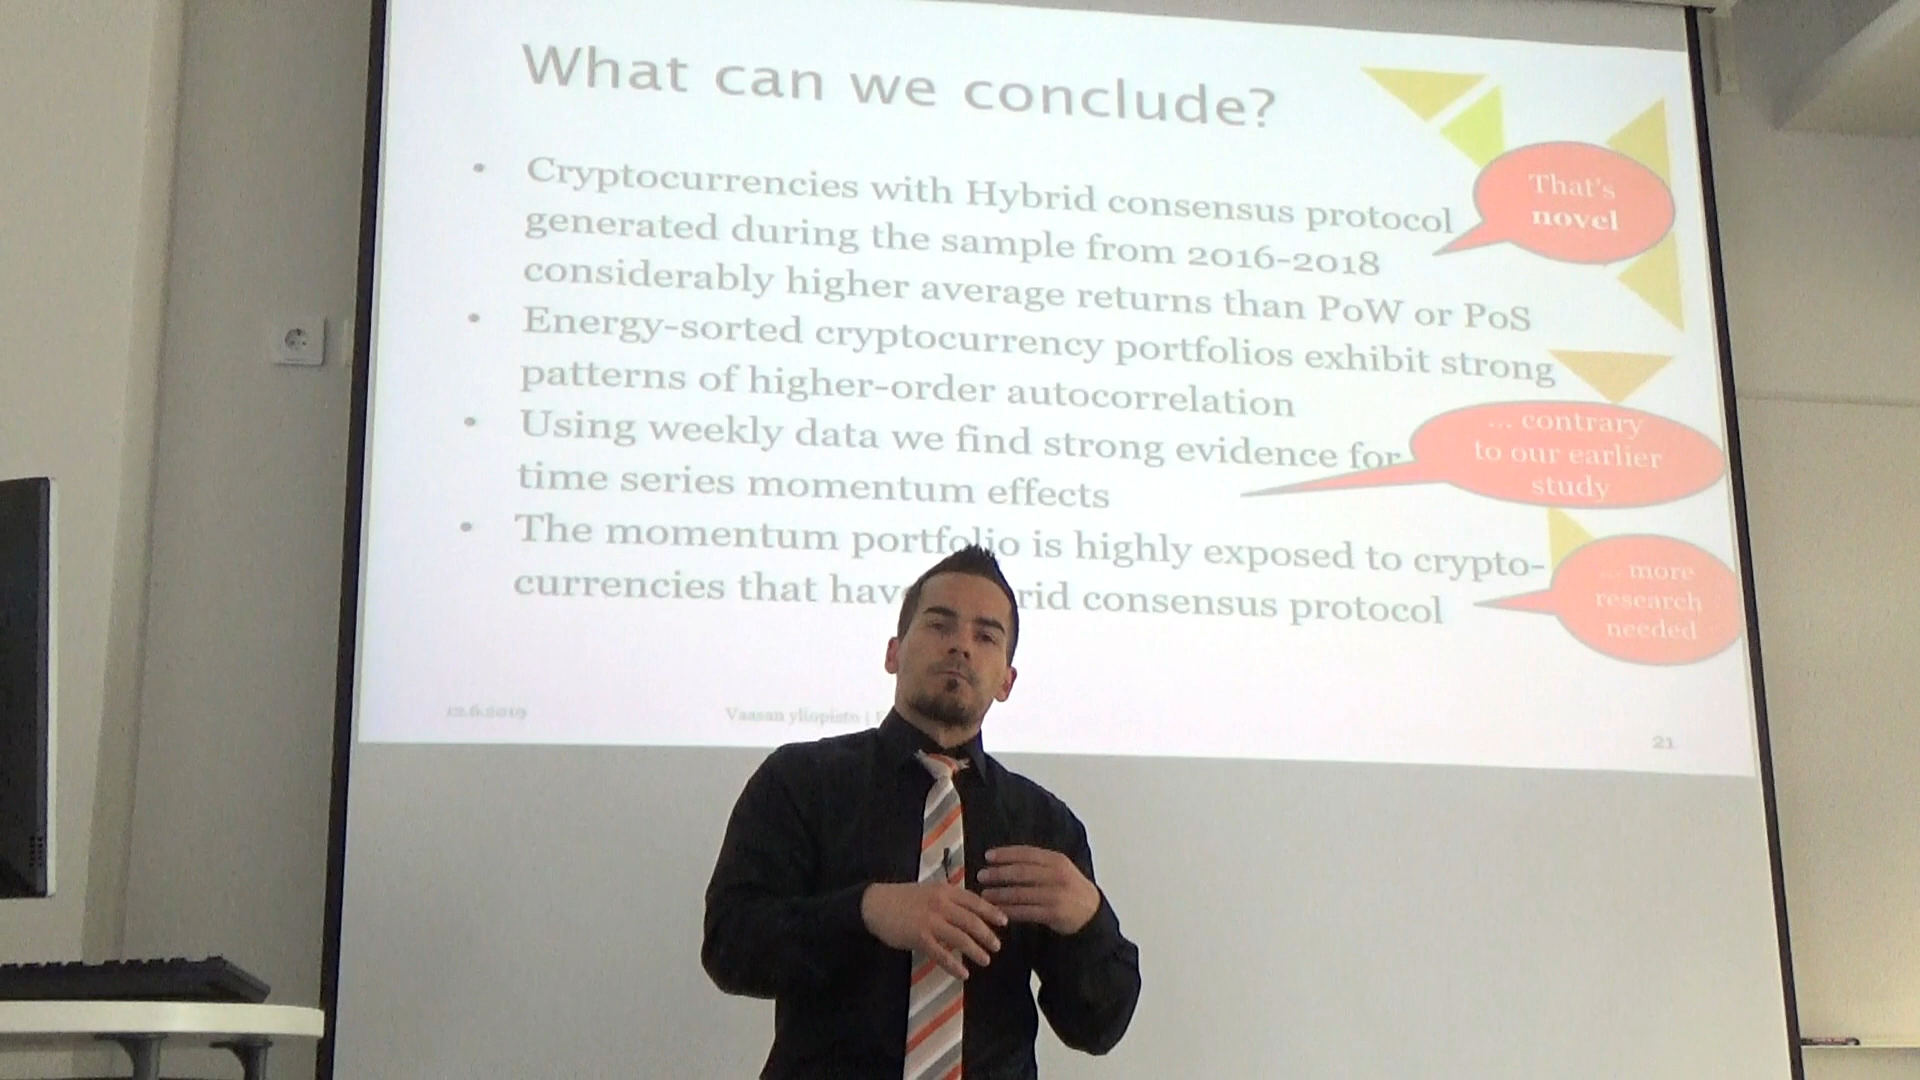 What can we conclude?
• Cryptocurrencies with Hybrid consensus protocol
generated during the sample from 2016-2018
considerably higher average returns than PoW or PoS
• Energy-sorted cryptocurrency portfolios exhibit strong
patterns of higher-order autocorrelation
• Using weekly data we find strong evidence for
time series momentum effects
• The momentum portfolio is highly exposed to crypto-
currencies that have consensus protocol
That's
novel
... contrary
to our earlier
study
... more
research
needed
12.6.2019
Vaasan yliopisto |
21